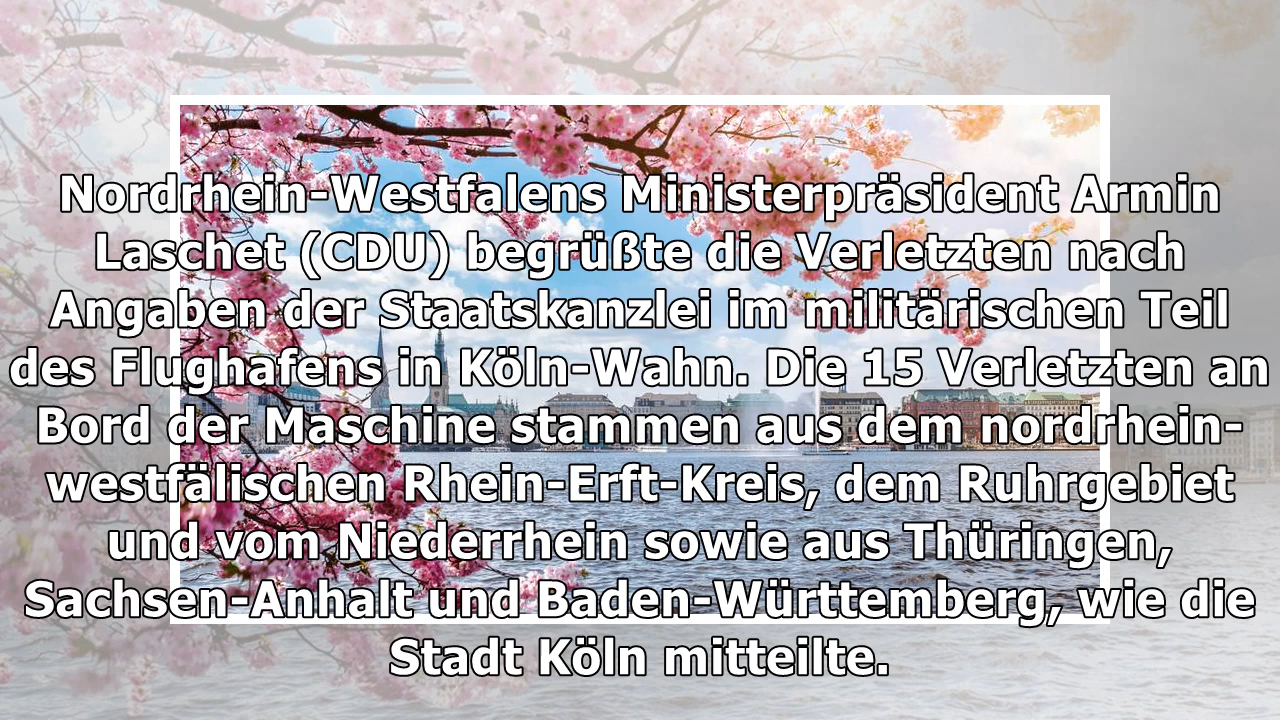 Nordrhein-Westfalens Ministerpräsident Armin
Laschet (CDU) begrüßte die Verletzten nach
Angaben der Staatskanzlei im militärischen Teil
des Flughafens in Köln-Wahn. Die 15 Verletzten an
Bord der Maschine stammen aus dem nordrhein-
westfälischen Rhein-Erft-Kreis, dem Ruhrgebiet
und vom Niederrhein sowie aus Thüringen,
Sachsen-Anhalt und Baden-Württemberg, wie die
Stadt Köln mitteilte.